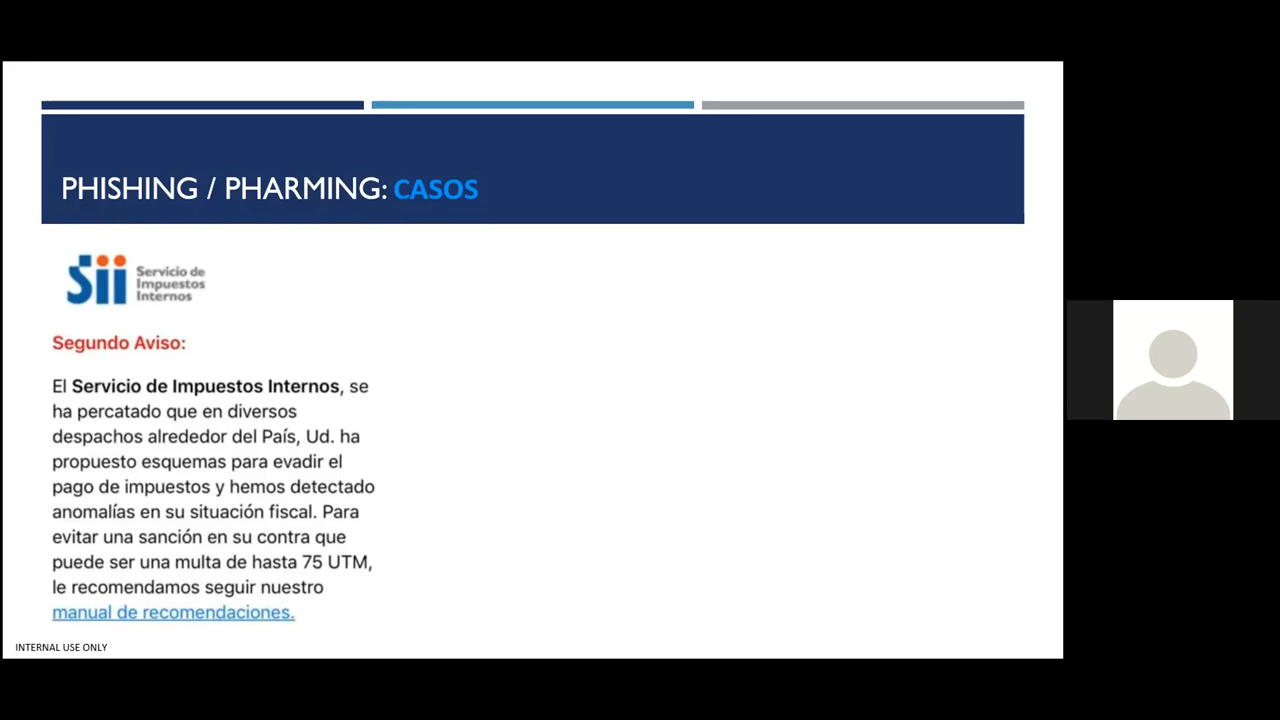 PHISHING / PHARMING: CASOS
Sii Servicio de
Impuestos
Internos
Segundo Aviso:
El Servicio de Impuestos Internos, se
ha percatado que en diversos
despachos alrededor del País, Ud. ha
propuesto esquemas para evadir el
pago de impuestos y hemos detectado
anomalías en su situación fiscal. Para
evitar una sanción en su contra que
puede ser una multa de hasta 75 UTM,
le recomendamos seguir nuestro
manual de recomendaciones.
INTERNAL USE ONLY